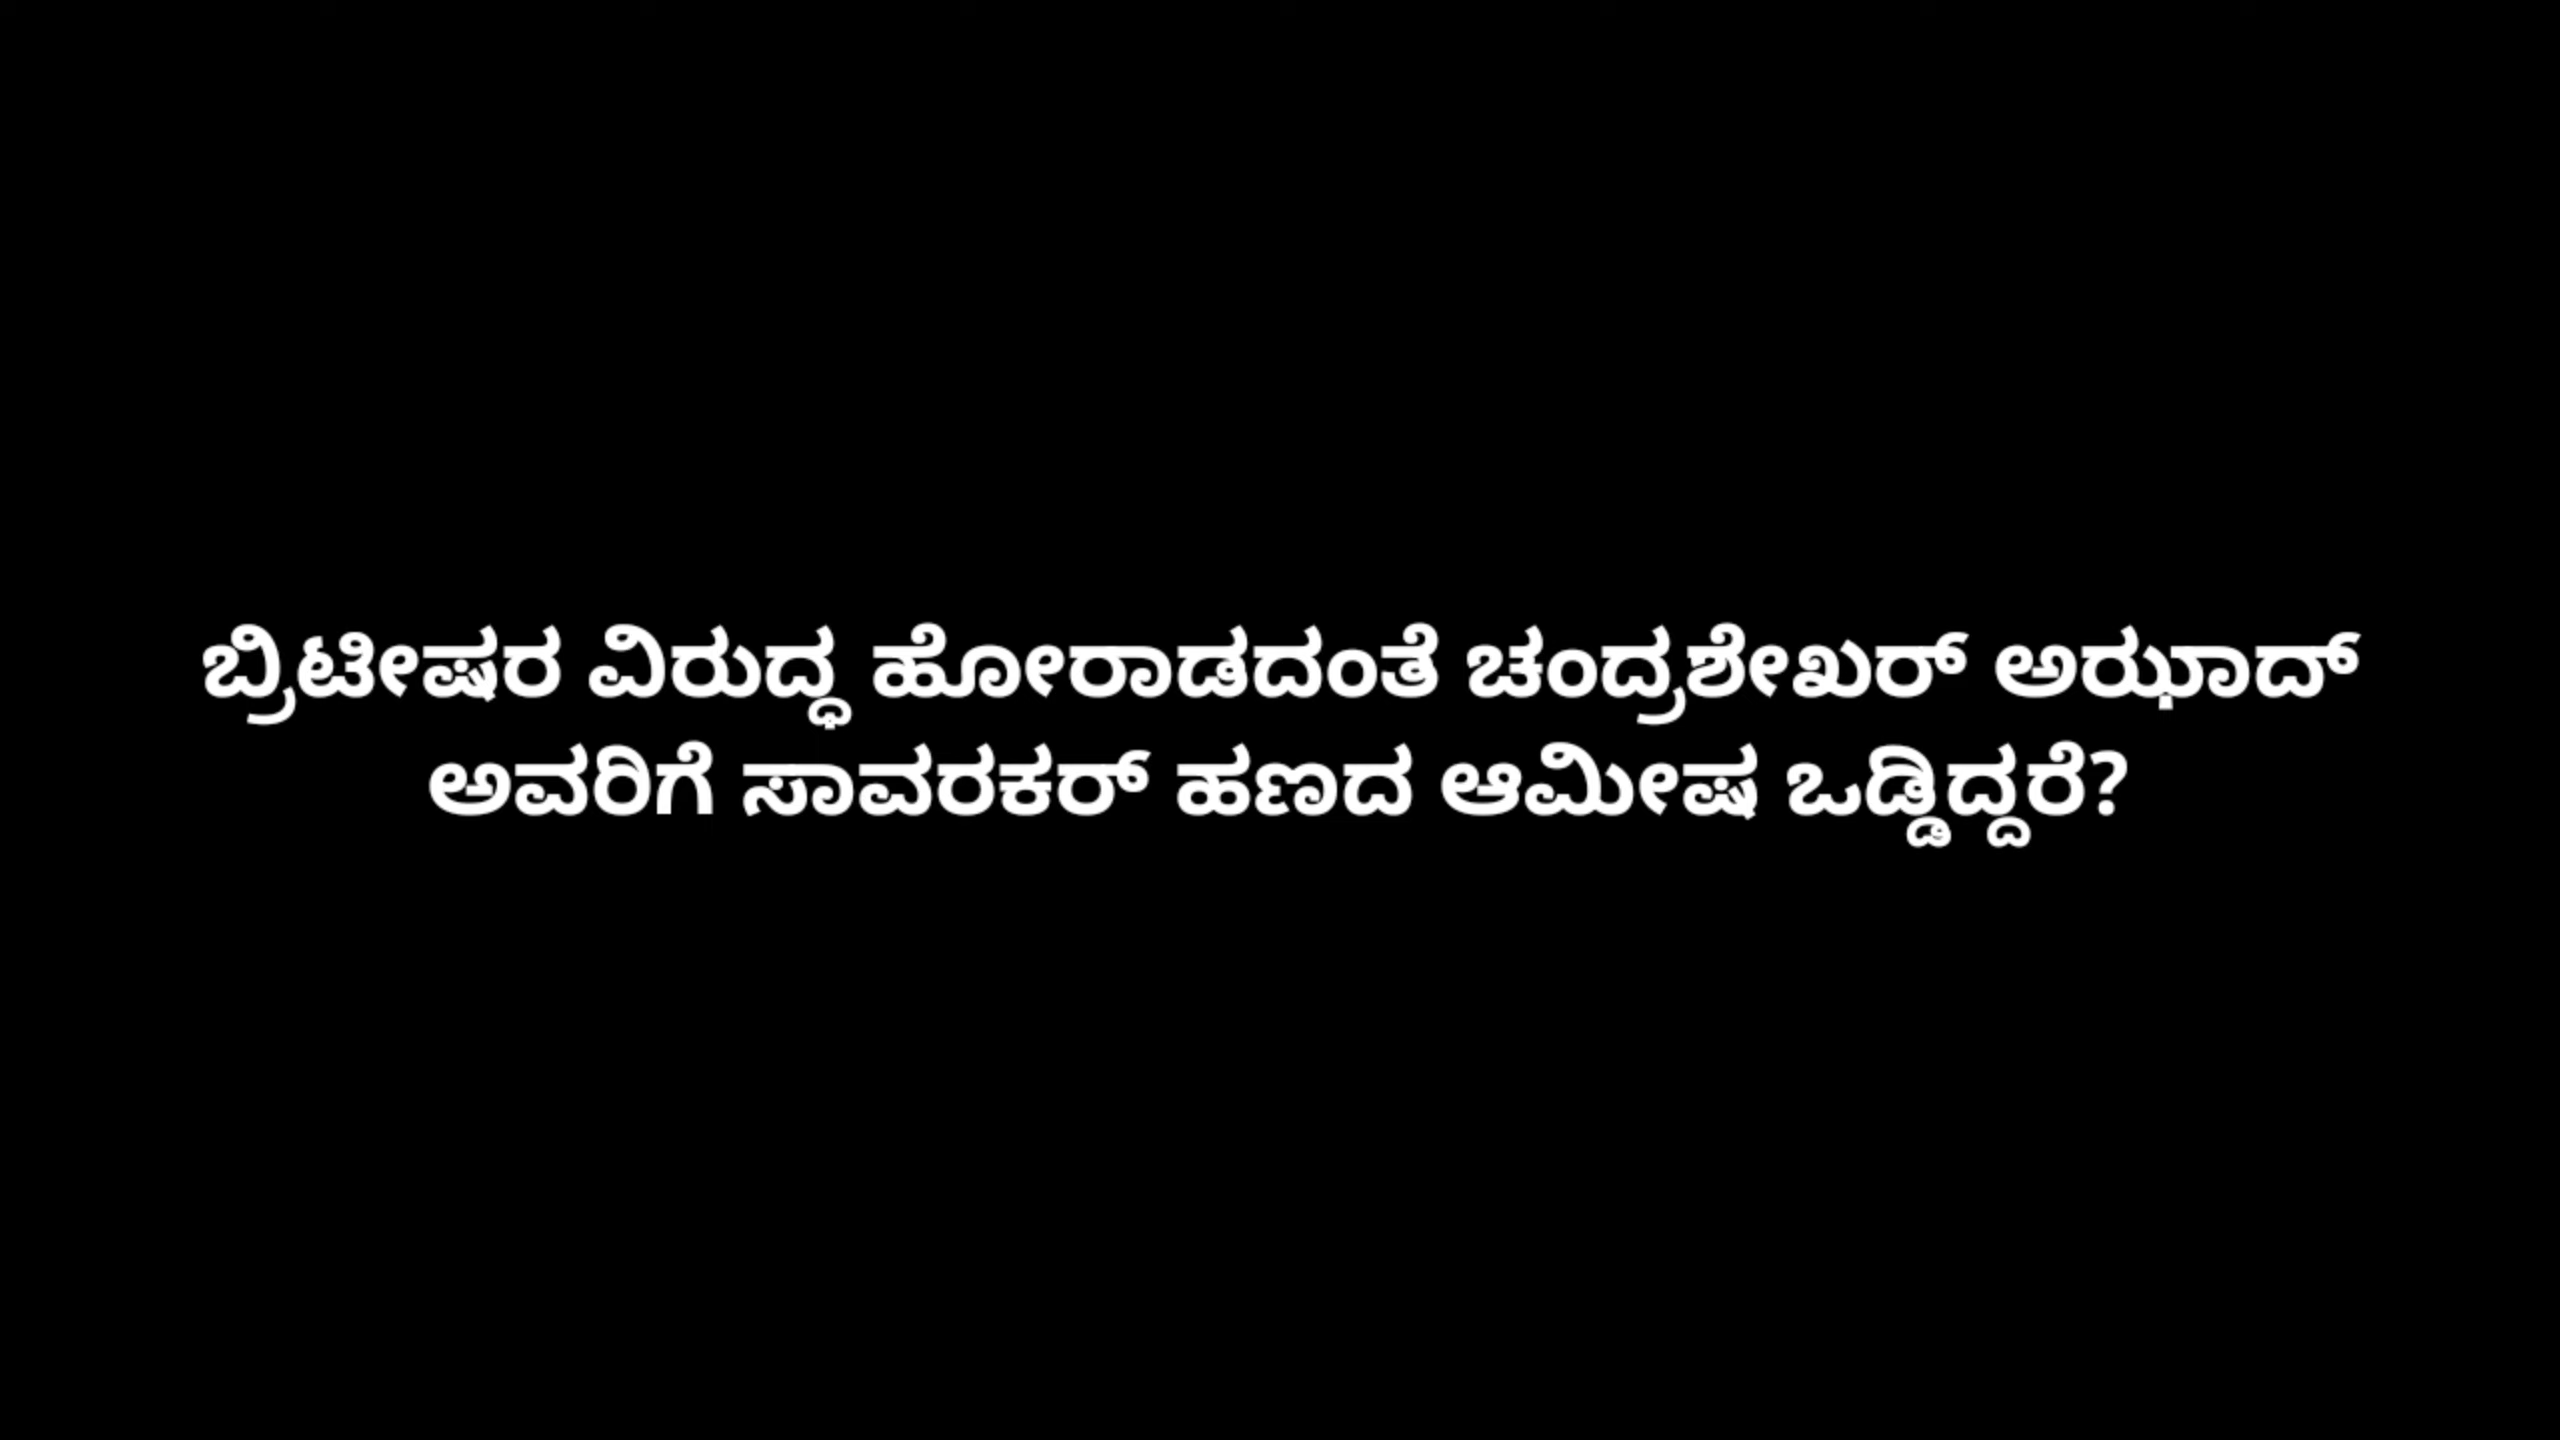 ಬ್ರಿಟೀಷರ ವಿರುದ್ಧ ಹೋರಾಡದಂತೆ ಚಂದ್ರಶೇಖರ್ ಅಝಾದ್
ಅವರಿಗೆ ಸಾವರಕರ್ ಹಣದ ಆಮೀಷ ಒಡ್ಡಿದ್ದರೆ?